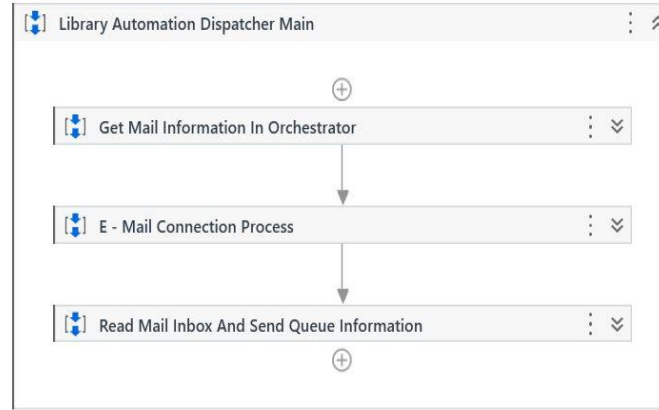 Library Automation Dispatcher Main
Get Mail Information In Orchestrator
E - Mail Connection Process
Read Mail Inbox And Send Queue Information